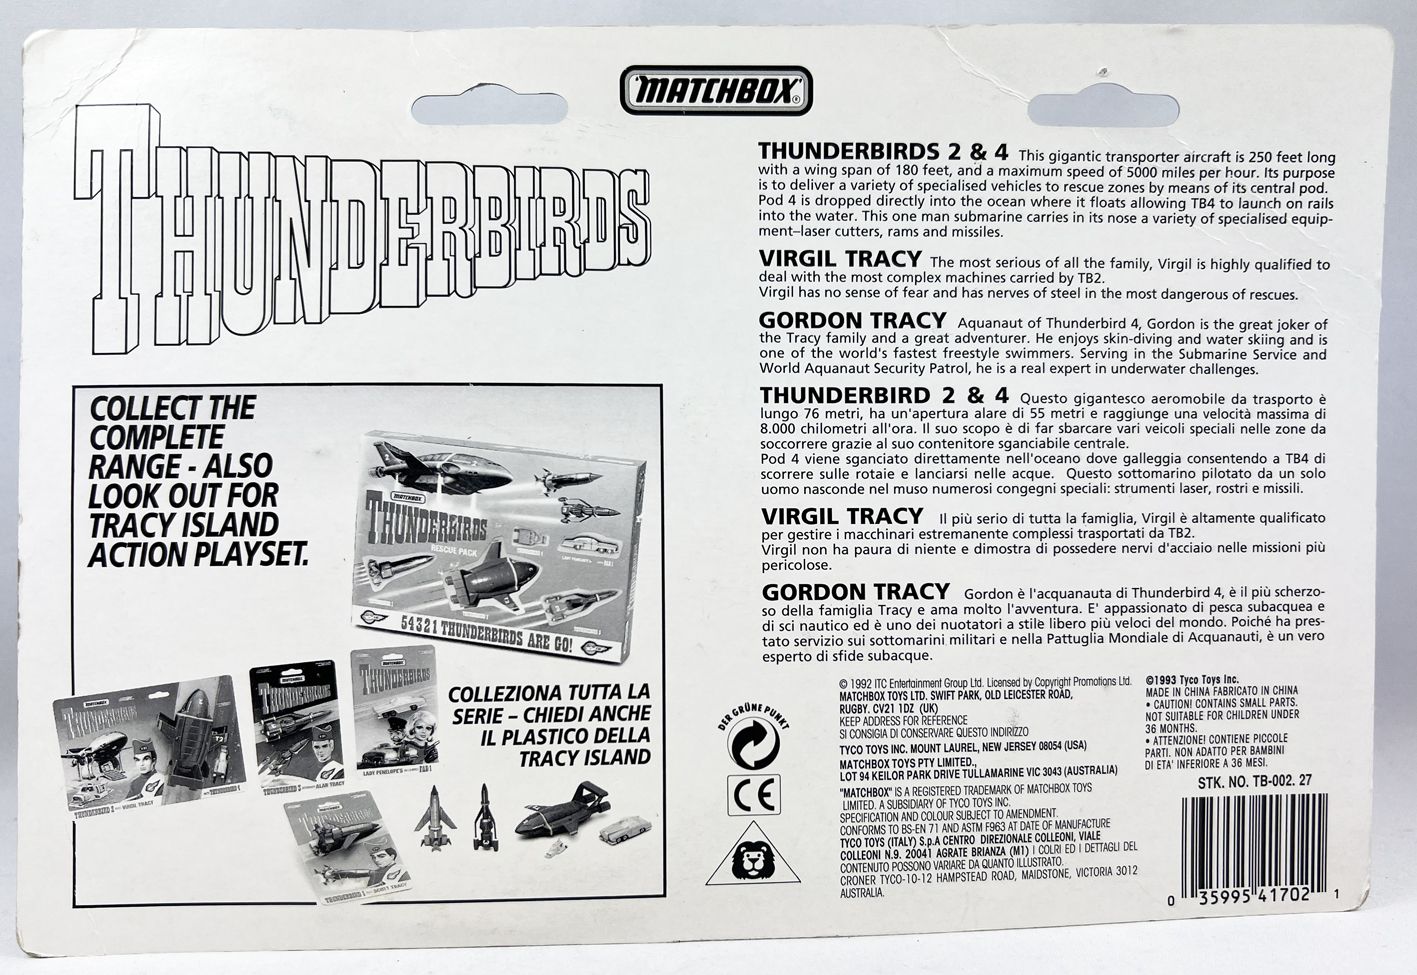 MATCHBOX®
THUNDERBIRDS
THUNDERBIRDS 2 & 4 This gigantic transporter aircraft is 250 feet long
with a wing span of 180 feet, and a maximum speed of 5000 miles per hour. Its purpose
is to deliver a variety of specialised vehicles to rescue zones by means of its central pod.
Pod 4 is dropped directly into the ocean where it floats allowing TB4 to launch on rails
into the water. This one man submarine carries in its nose a variety of specialised equip-
ment–laser cutters, rams and missiles.
VIRGIL TRACY The most serious of all the family, Virgil is highly qualified to
deal with the most complex machines carried by TB2.
Virgil has no sense of fear and has nerves of steel in the most dangerous of rescues.
GORDON TRACY Aquanaut of Thunderbird 4, Gordon is the great joker of
the Tracy family and a great adventurer. He enjoys skin-diving and water skiing and is
one of the world's fastest freestyle swimmers. Serving in the Submarine Service and
World Aquanaut Security Patrol, he is a real expert in underwater challenges.
THUNDERBIRD 2 & 4 Questo gigantesco aeromobile da trasporto è
lungo 76 metri, ha un'apertura alare di 55 metri e raggiunge una velocità massima di
8.000 chilometri all'ora. Il suo scopo è di far sbarcare vari veicoli speciali nelle zone da
soccorrere grazie al suo contenitore sganciabile centrale.
Pod 4 viene sganciato direttamente nell'oceano dove galleggia consentendo a TB4 di
scorrere sulle rotaie e lanciarsi nelle acque. Questo sottomarino pilotato da un solo
uomo nasconde nel muso numerosi congegni speciali: strumenti laser, rostri e missili.
VIRGIL TRACY Il più serio di tutta la famiglia, Virgil è altamente qualificato
per gestire i macchinari estremamente complessi trasportati da TB2.
Virgil non ha paura di niente e dimostra di possedere nervi d'acciaio nelle missioni più
pericolose.
GORDON TRACY Gordon è l'acquanauta di Thunderbird 4, è il più scherzo-
so della famiglia Tracy e ama molto l'avventura. E' appassionato di pesca subacquea e
di sci nautico ed è uno dei nuotatori a stile libero più veloci del mondo. Poiché ha pres-
tato servizio sui sottomarini militari e nella Pattuglia Mondiale di Acquanauti, è un vero
esperto di sfide subacque.
COLLECT THE
COMPLETE
RANGE - ALSO
LOOK OUT FOR
TRACY ISLAND
ACTION PLAYSET.
MATCHBOX
THUNDERBIRDS
RESCUE PACK
54321 THUNDERBIRDS ARE GO!
THUNDERBIRDS
THUNDERBIRD 2 VIRGIL TRACY
THUNDERBIRDS
THUNDERBIRD 3 ALAN TRACY
MATCHBOX
THUNDERBIRDS
LADY PENELOPE'S FAB 1
THUNDERBIRDS
THUNDERBIRD 1 SCOTT TRACY
COLLEZIONA TUTTA LA
SERIE – CHIEDI ANCHE
IL PLASTICO DELLA
TRACY ISLAND
DER GRÜNE PUNKT
CE
© 1992 ITC Entertainment Group Ltd. Licensed by Copyright Promotions Ltd.
MATCHBOX TOYS LTD. SWIFT PARK, OLD LEICESTER ROAD,
RUGBY. CV21 1DZ (UK)
KEEP ADDRESS FOR REFERENCE
SI CONSIGIA DI CONSERVARE QUESTO INDIRIZZO
TYCO TOYS INC. MOUNT LAUREL, NEW JERSEY 08054 (USA)
MATCHBOX TOYS PTY LIMITED.,
LOT 94 KEILOR PARK DRIVE TULLAMARINE VIC 3043 (AUSTRALIA)
"MATCHBOX" IS A REGISTERED TRADEMARK OF MATCHBOX TOYS
LIMITED. A SUBSIDIARY OF TYCO TOYS INC.
SPECIFICATION AND COLOUR SUBJECT TO AMENDMENT.
CONFORMS TO BS-EN 71 AND ASTM F963 AT DATE OF MANUFACTURE
TYCO TOYS (ITALY) S.p.A CENTRO DIREZIONALE COLLEONI, VIALE
COLLEONI N.9. 20041 AGRATE BRIANZA (M1) I COLRI ED I DETTAGLI DEL
CONTENUTO POSSONO VARIARE DA QUANTO ILLUSTRATO.
CRONER TYCO-10-12 HAMPSTEAD ROAD, MAIDSTONE, VICTORIA 3012
AUSTRALIA.
©1993 Tyco Toys Inc.
MADE IN CHINA FABRICATO IN CHINA
• CAUTION! CONTAINS SMALL PARTS.
NOT SUITABLE FOR CHILDREN UNDER
36 MONTHS.
• ATTENZIONE! CONTIENE PICCOLE
PARTI. NON ADATTO PER BAMBINI
DI ETA' INFERIORE A 36 MESI.
STK. NO. TB-002. 27
0 35995 41702 1